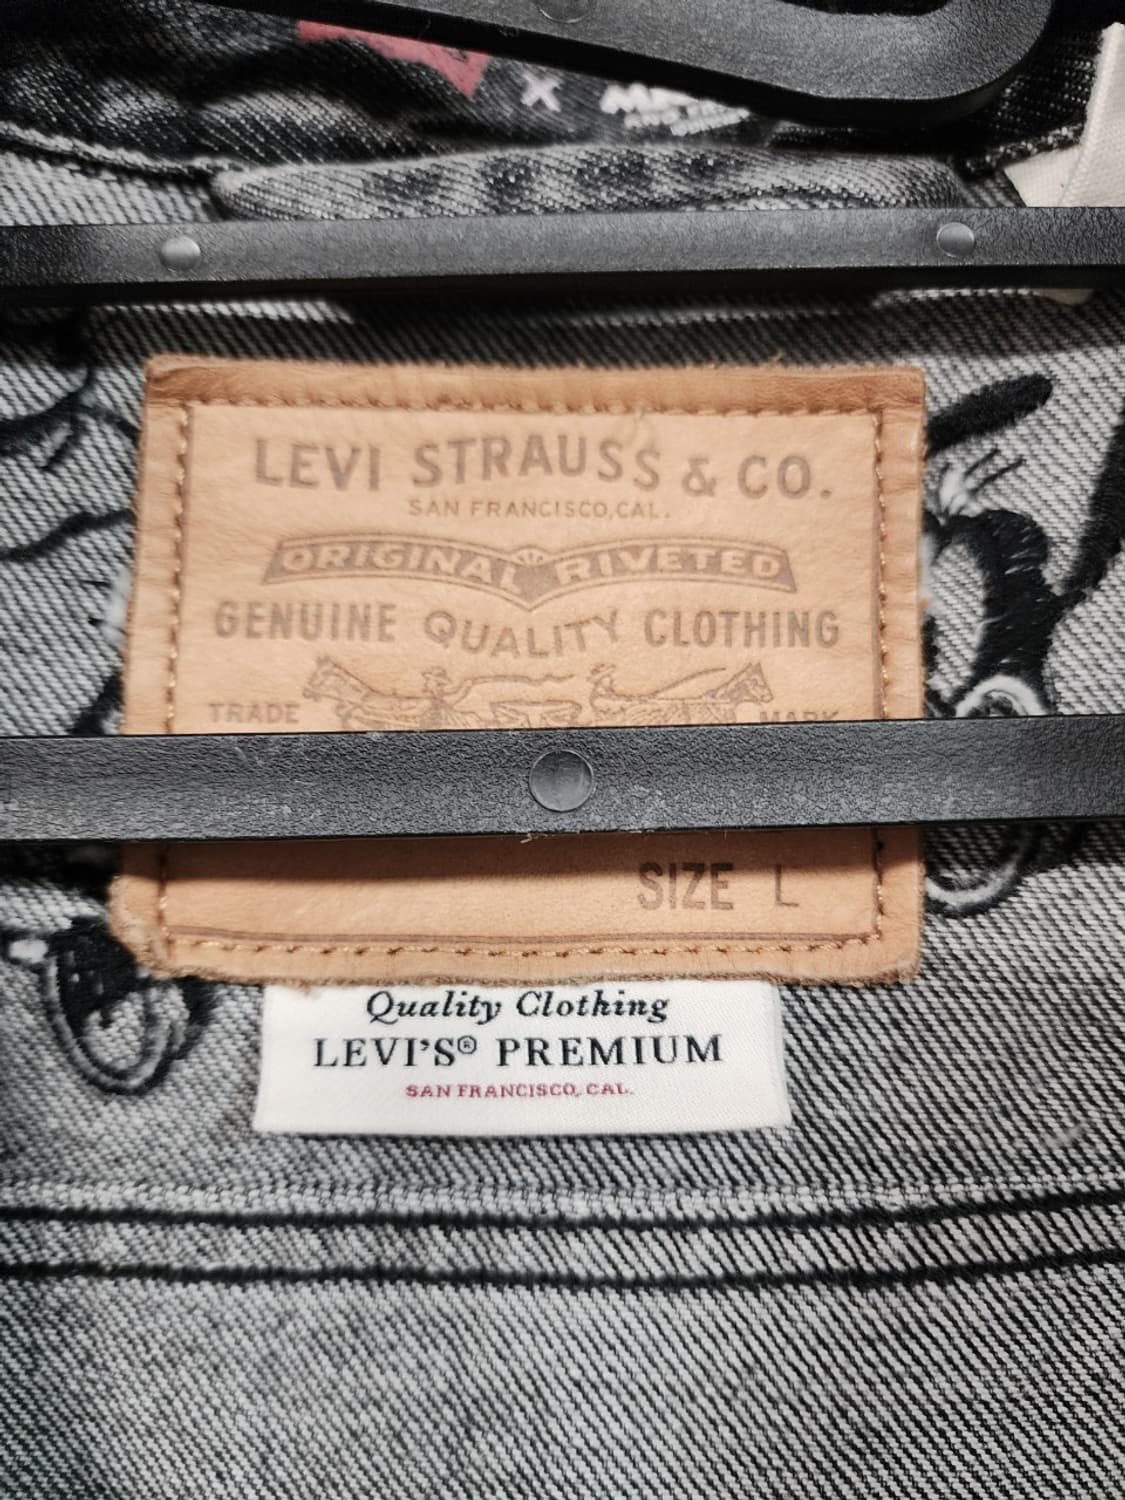 X
LEVI STRAUSS & CO.
SAN FRANCISCO, CAL.
ORIGINAL RIVETED
GENUINE QUALITY CLOTHING
TRADE MARK
SIZE L
Quality Clothing
LEVI'S® PREMIUM
SAN FRANCISCO, CAL.